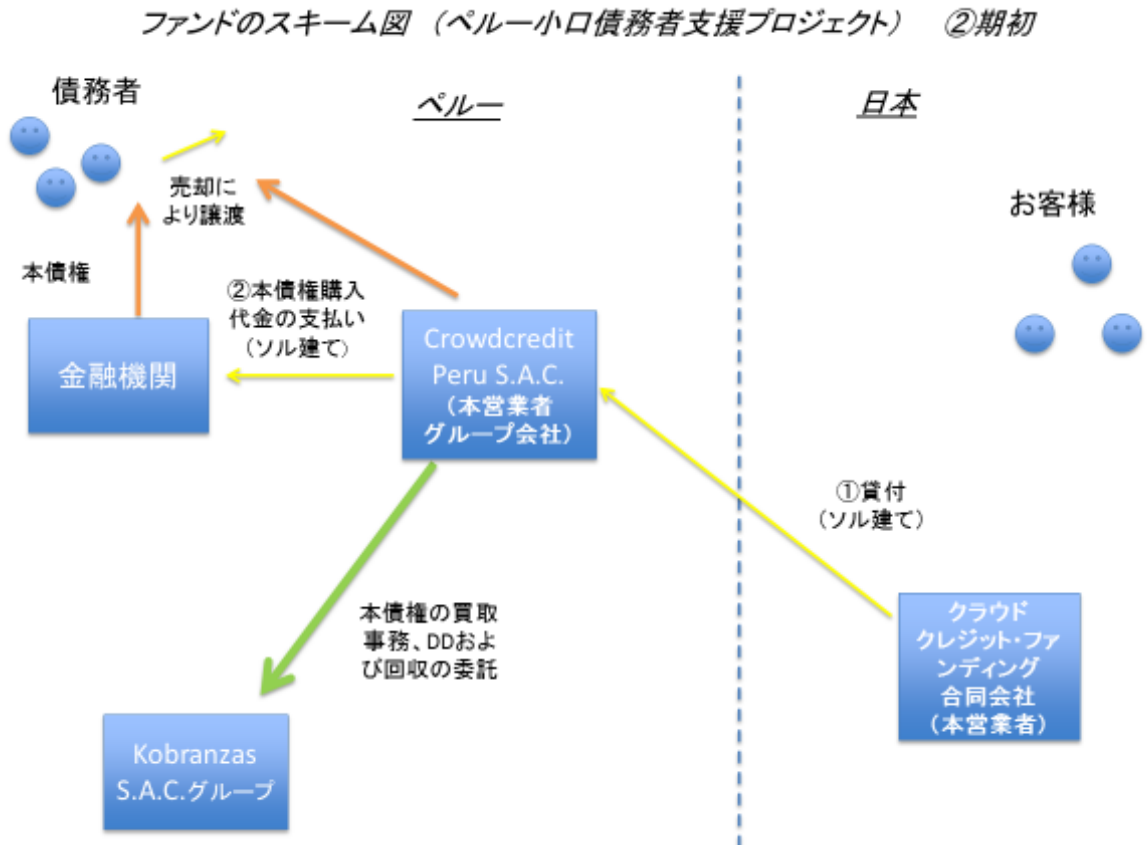 ファンドのスキーム図 （ペルー小口債務者支援プロジェクト） ②期初
債務者
ペルー
日本
売却に
より譲渡
お客様
本債権
②本債権購入
代金の支払い
（ソル建て）
金融機関
Crowdcredit
Peru S.A.C.
（本営業者
グループ会社）
①貸付
（ソル建て）
本債権の買取
事務、DDおよ
び回収の委託
クラウド
クレジット・ファ
ンディング
合同会社
（本営業者）
Kobranzas
S.A.C.グループ